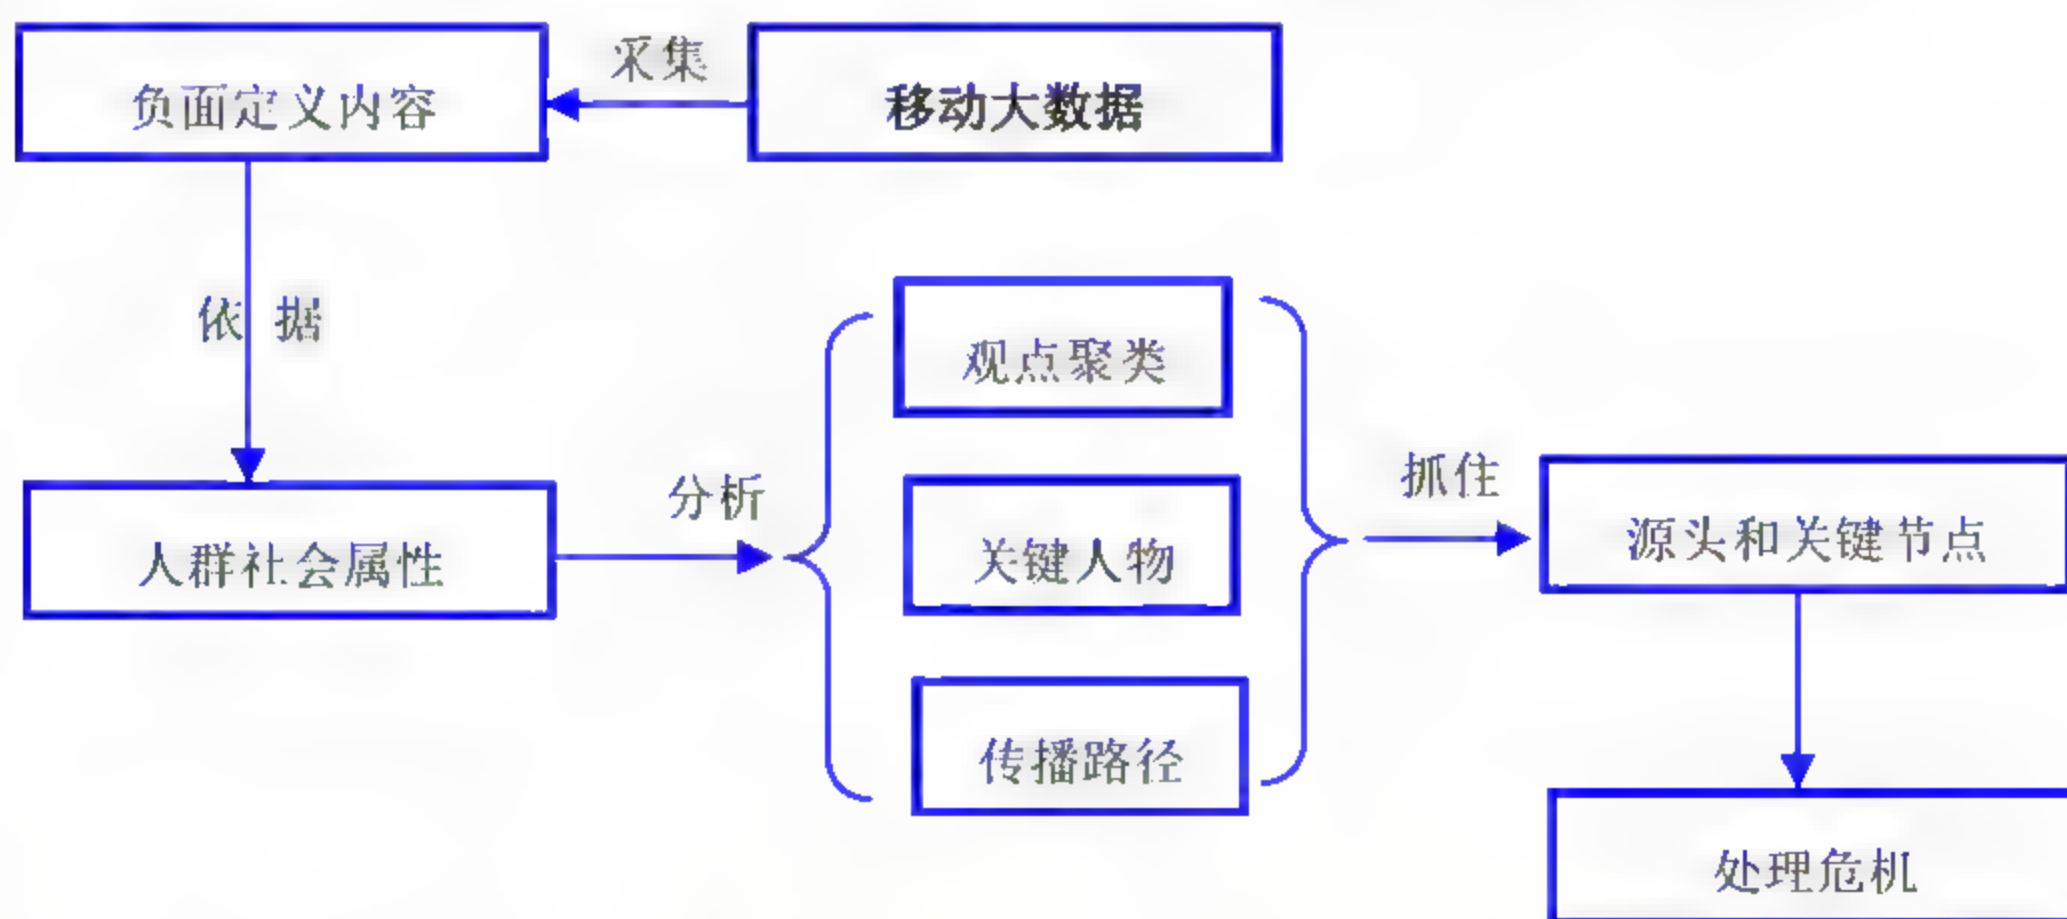 负面定义内容
采集
移动大数据
依据
人群社会属性
分析
观点聚类
关键人物
传播路径
抓住
源头和关键节点
处理危机